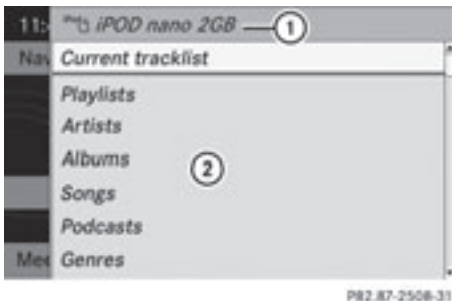 iPOD nano 2GB
1
Current tracklist
Playlists
Artists
Albums
2
Songs
Podcasts
Genres
P82.87-2508-31